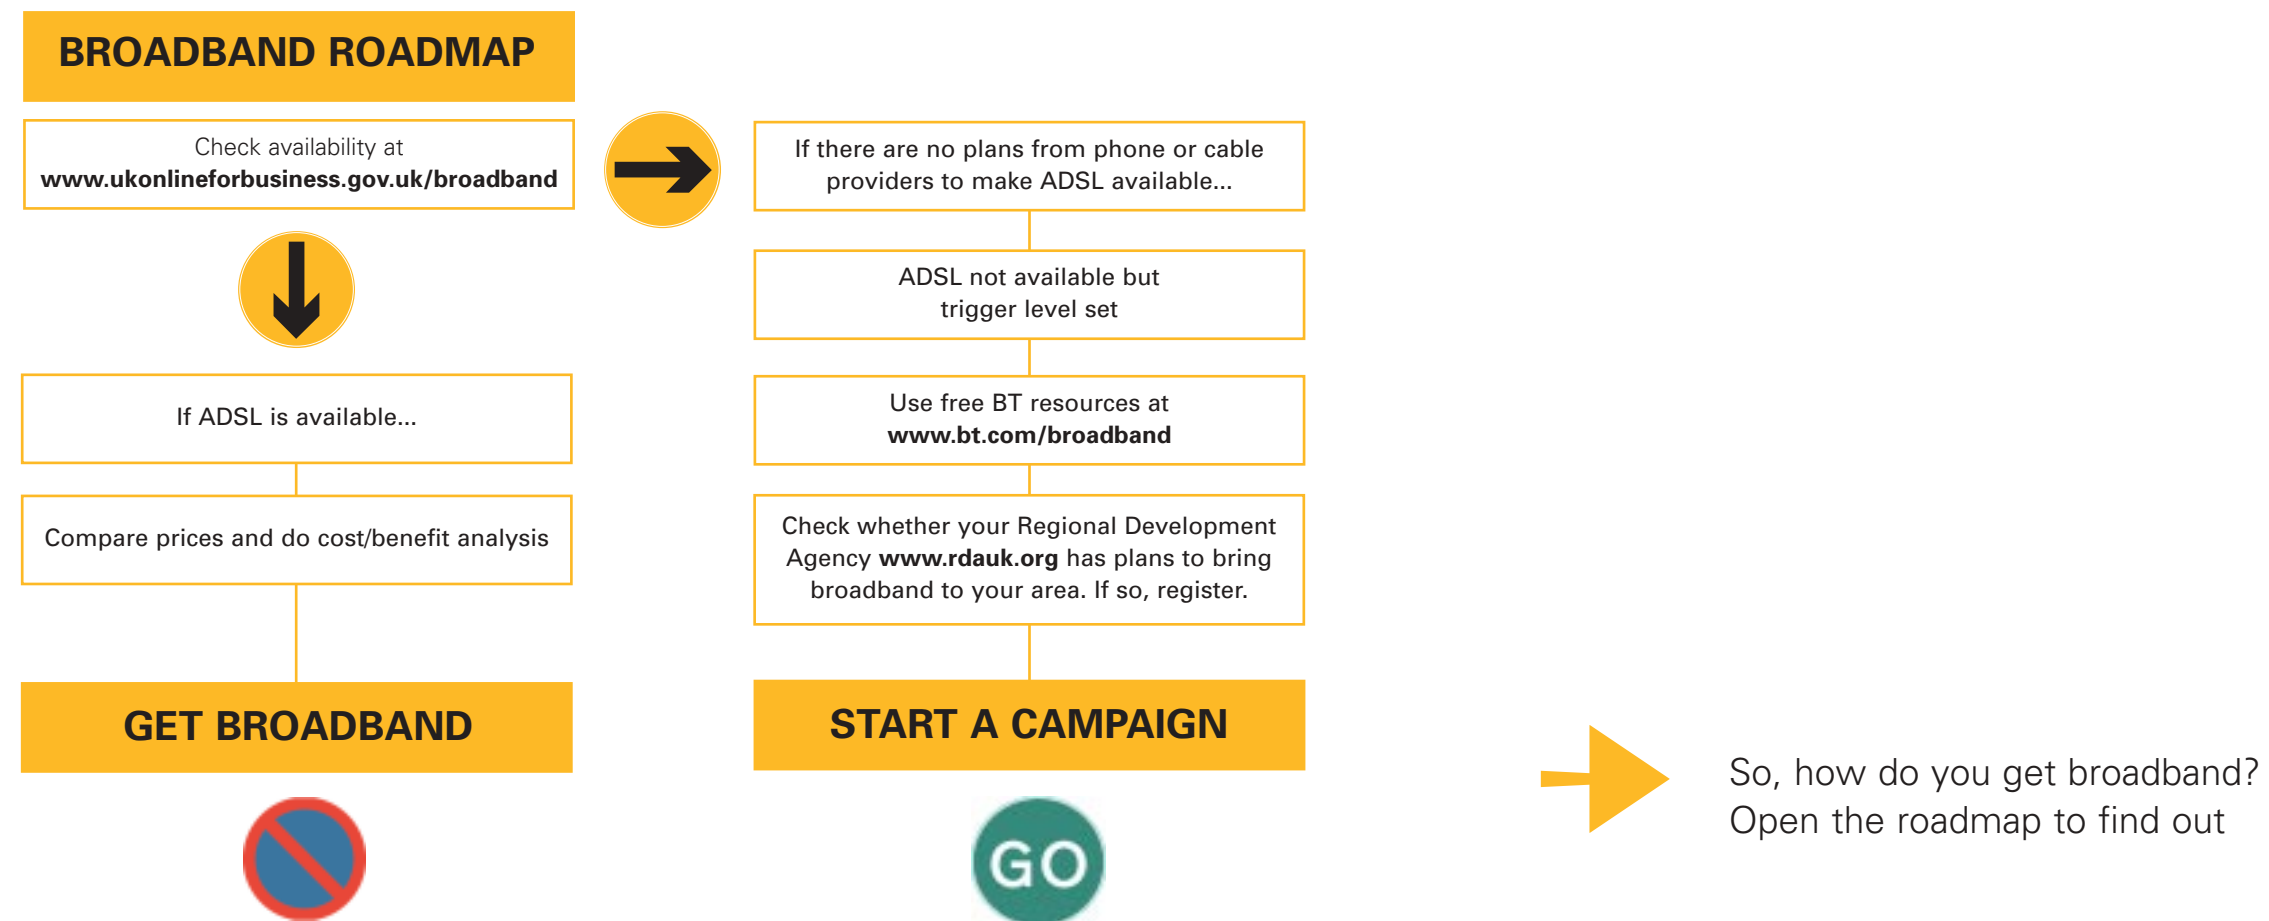 BROADBAND ROADMAP
Check availability at
www.ukonlineforbusiness.gov.uk/broadband
If ADSL is available...
Compare prices and do cost/benefit analysis
GET BROADBAND
If there are no plans from phone or cable
providers to make ADSL available...
ADSL not available but
trigger level set
Use free BT resources at
www.bt.com/broadband
Check whether your Regional Development
Agency www.rdauk.org has plans to bring
broadband to your area. If so, register.
START A CAMPAIGN
GO
So, how do you get broadband?
Open the roadmap to find out